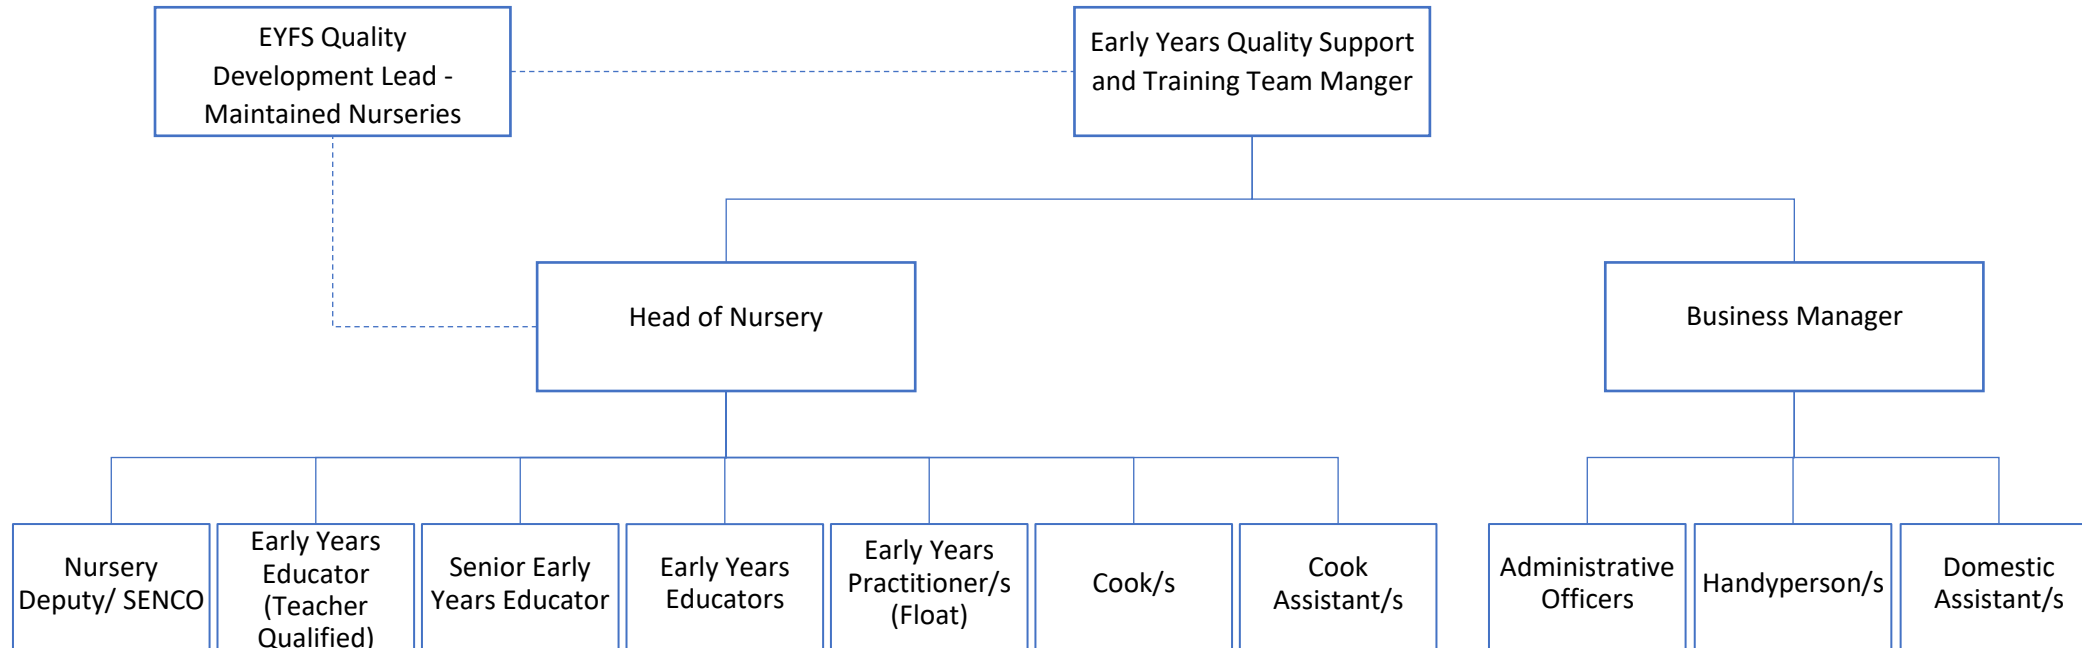 EYFS Quality
Development Lead -
Maintained Nurseries
Early Years Quality Support
and Training Team Manger
Head of Nursery
Business Manager
Nursery
Deputy/ SENCO
Early Years
Educator
(Teacher
Qualified)
Senior Early
Years Educator
Early Years
Educators
Early Years
Practitioner/s
(Float)
Cook/s
Cook
Assistant/s
Administrative
Officers
Handyperson/s
Domestic
Assistant/s